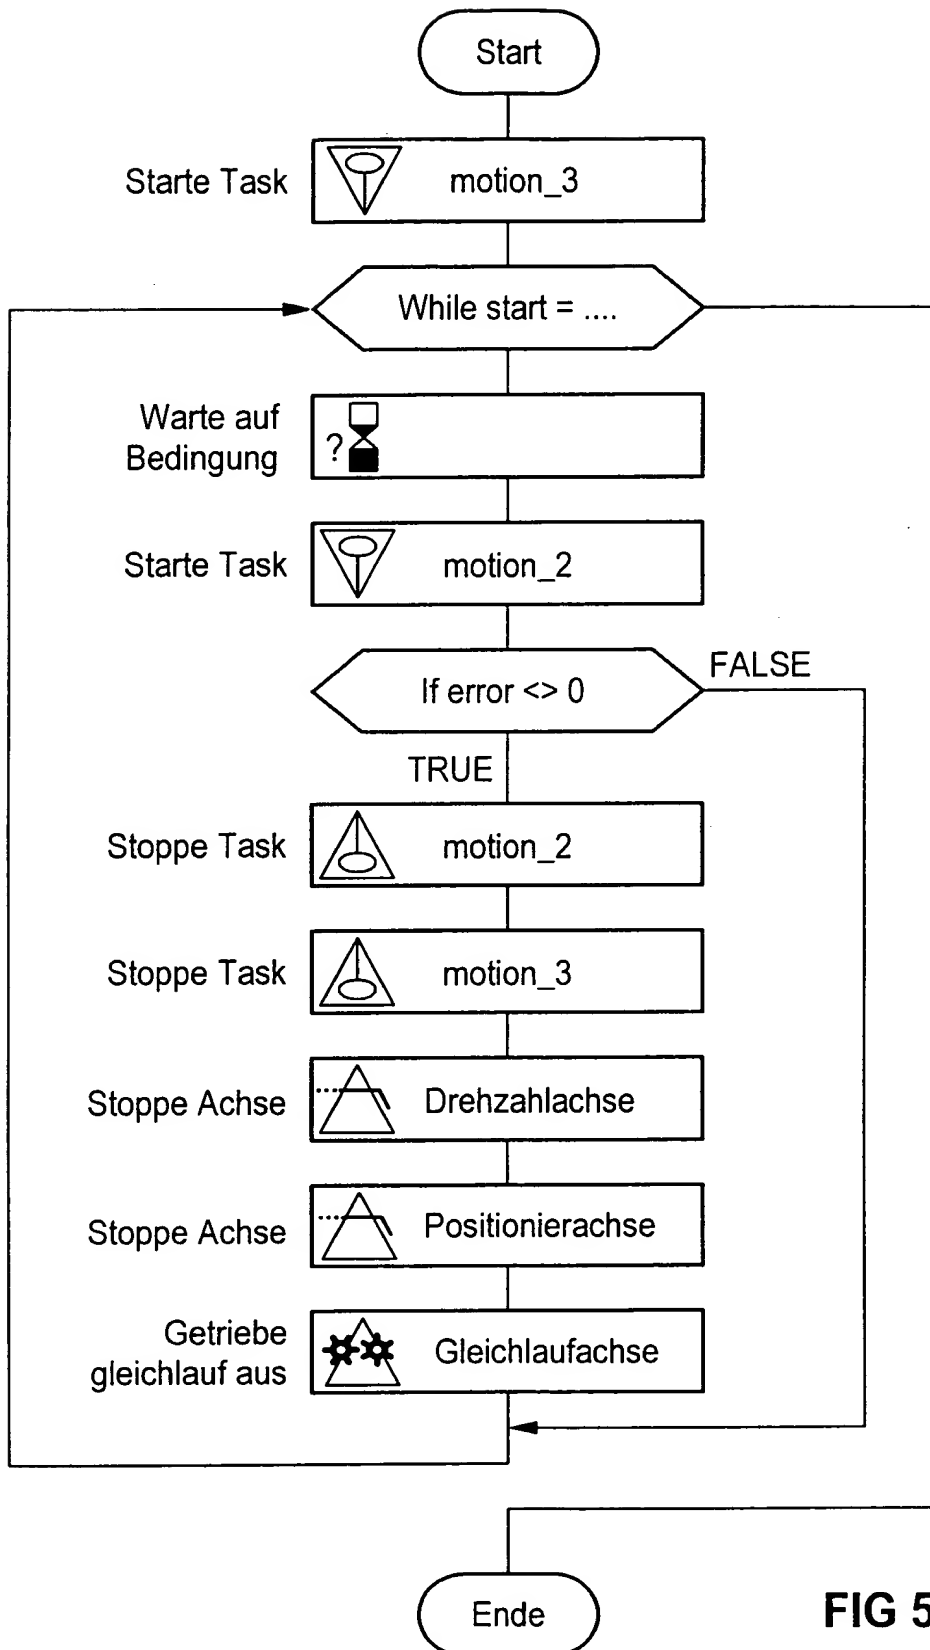 Start
Starte Task
motion_3
While start = ....
Warte auf
Bedingung
?
Starte Task
motion_2
If error <> 0
FALSE
TRUE
Stoppe Task
motion_2
Stoppe Task
motion_3
Stoppe Achse
Drehzahlachse
Stoppe Achse
Positionierachse
Getriebe
gleichlauf aus
Gleichlaufachse
Ende
FIG 5